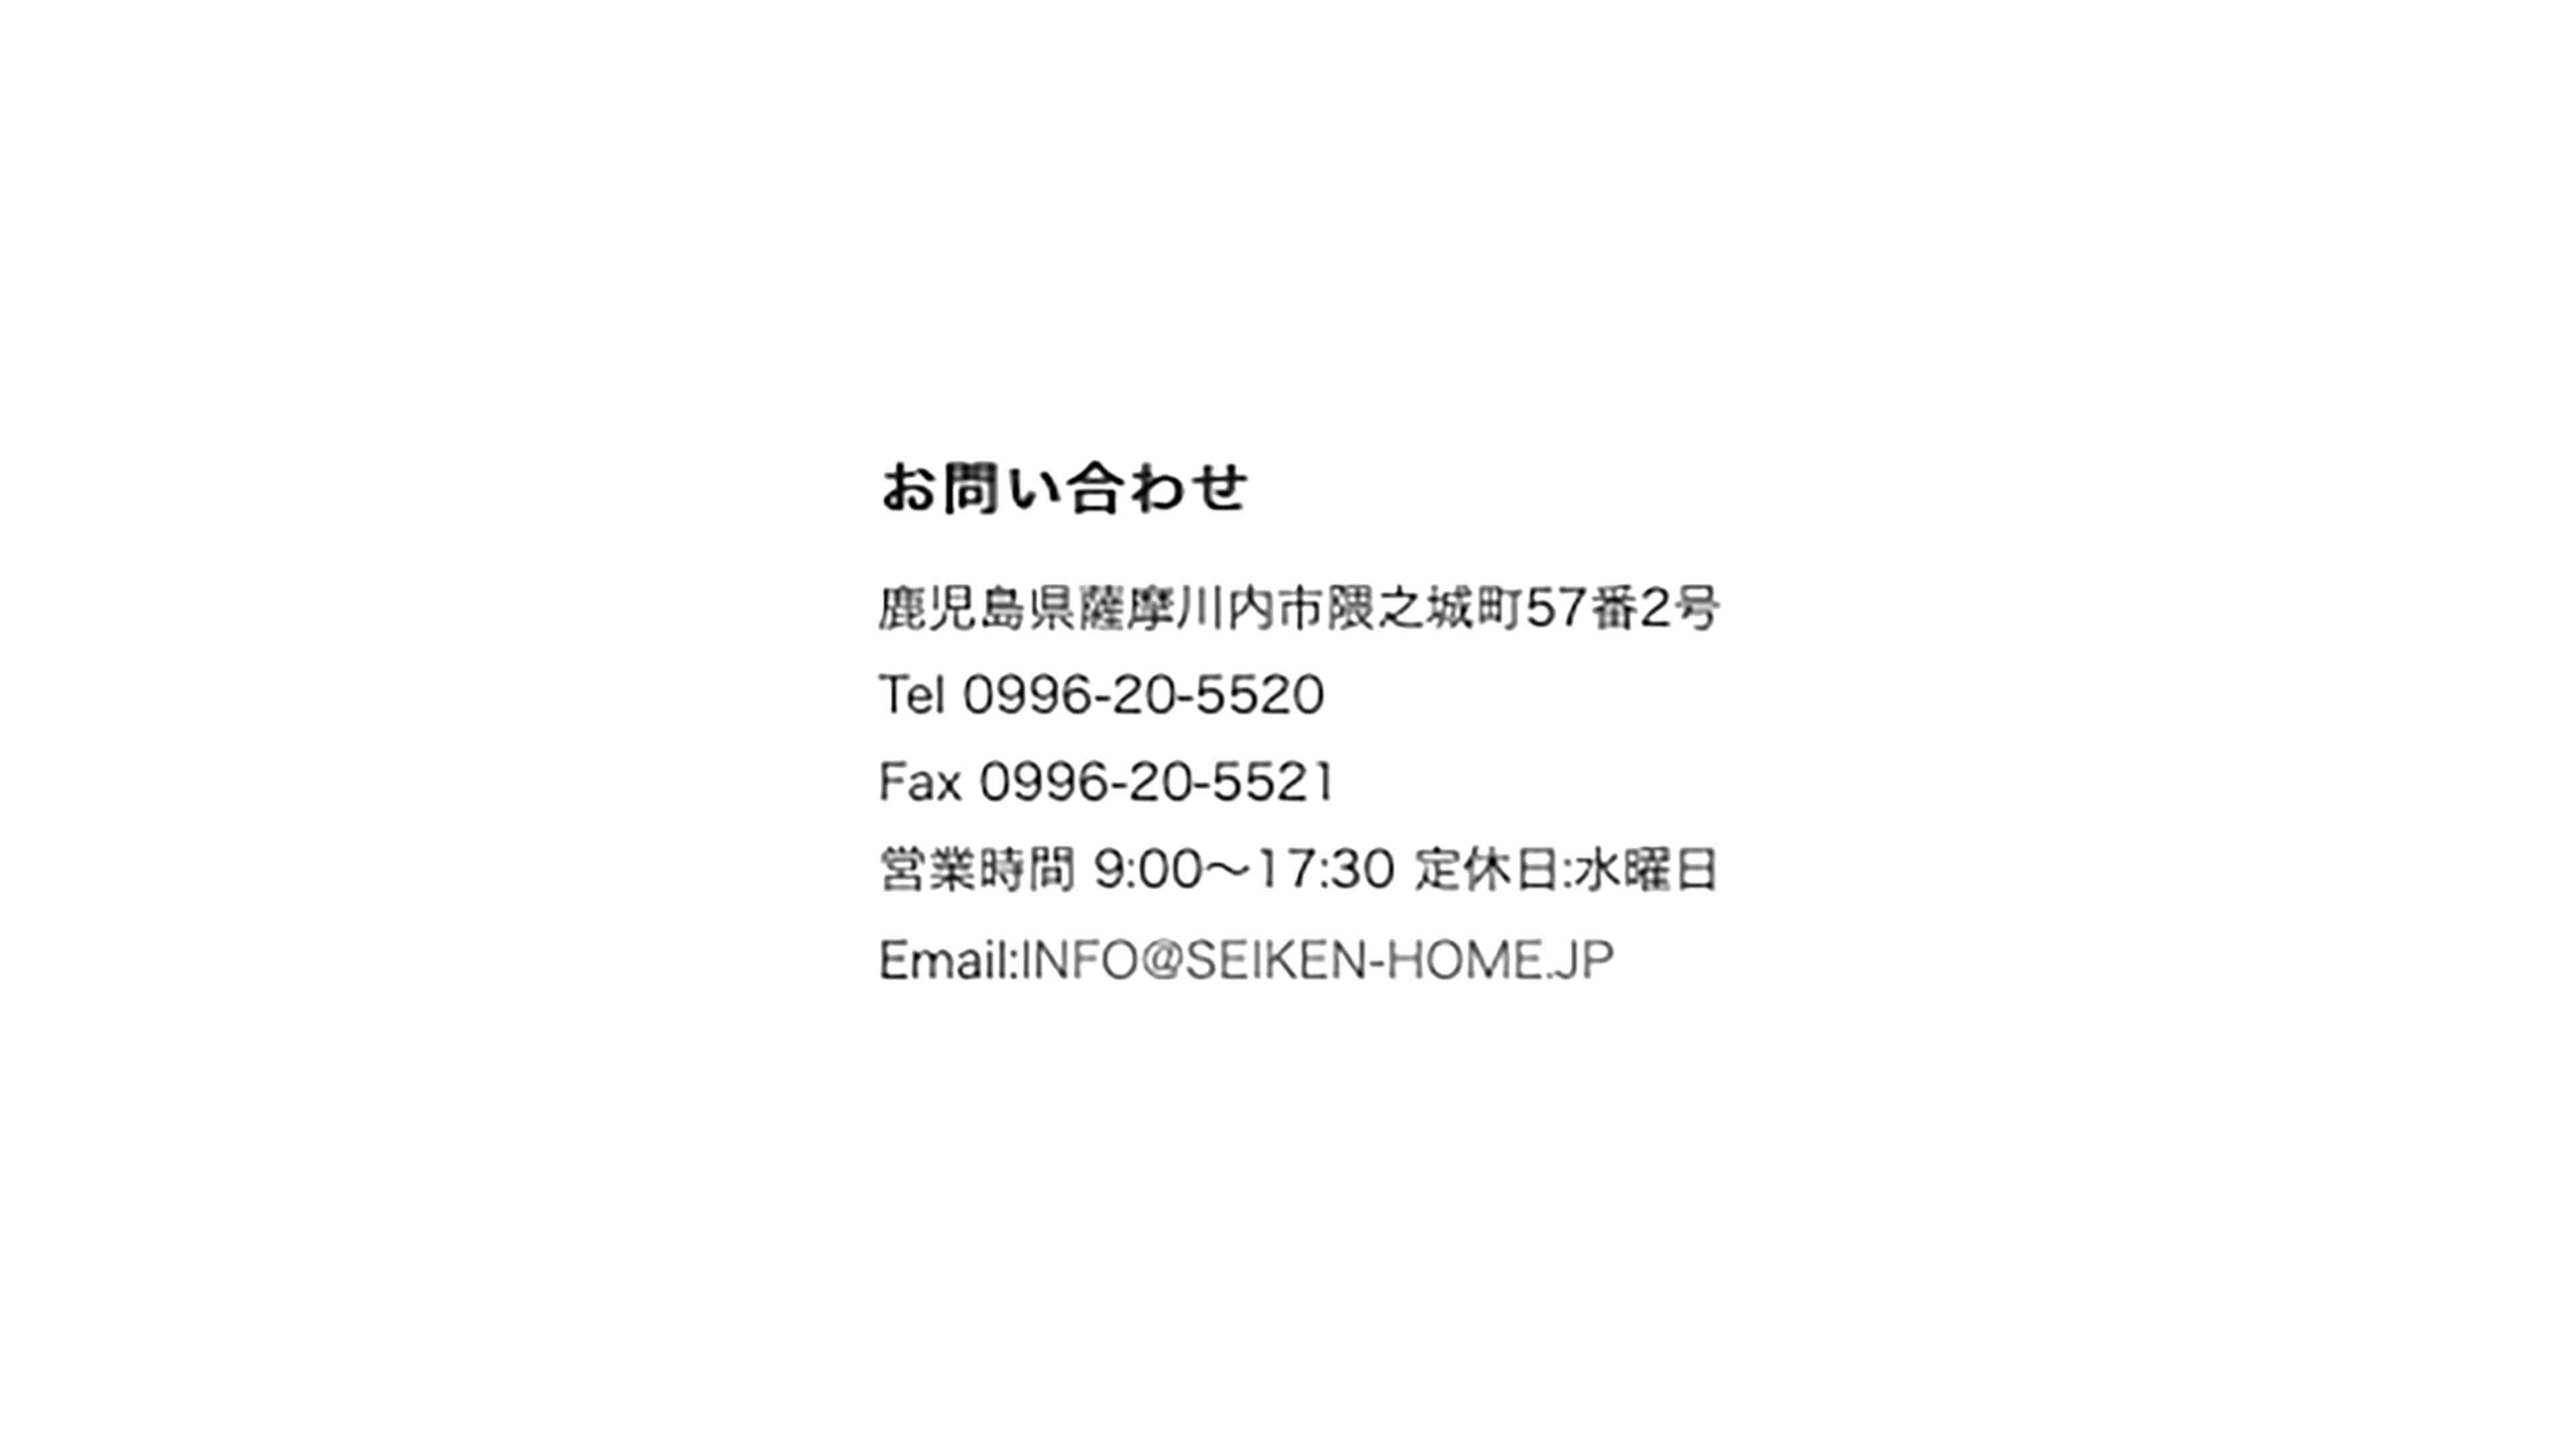 お問い合わせ
鹿児島県薩摩川内市隈之城町57番2号
Tel 0996-20-5520
Fax 0996-20-5521
営業時間 9:00〜17:30 定休日:水曜日
Email:INFO@SEIKEN-HOME.JP